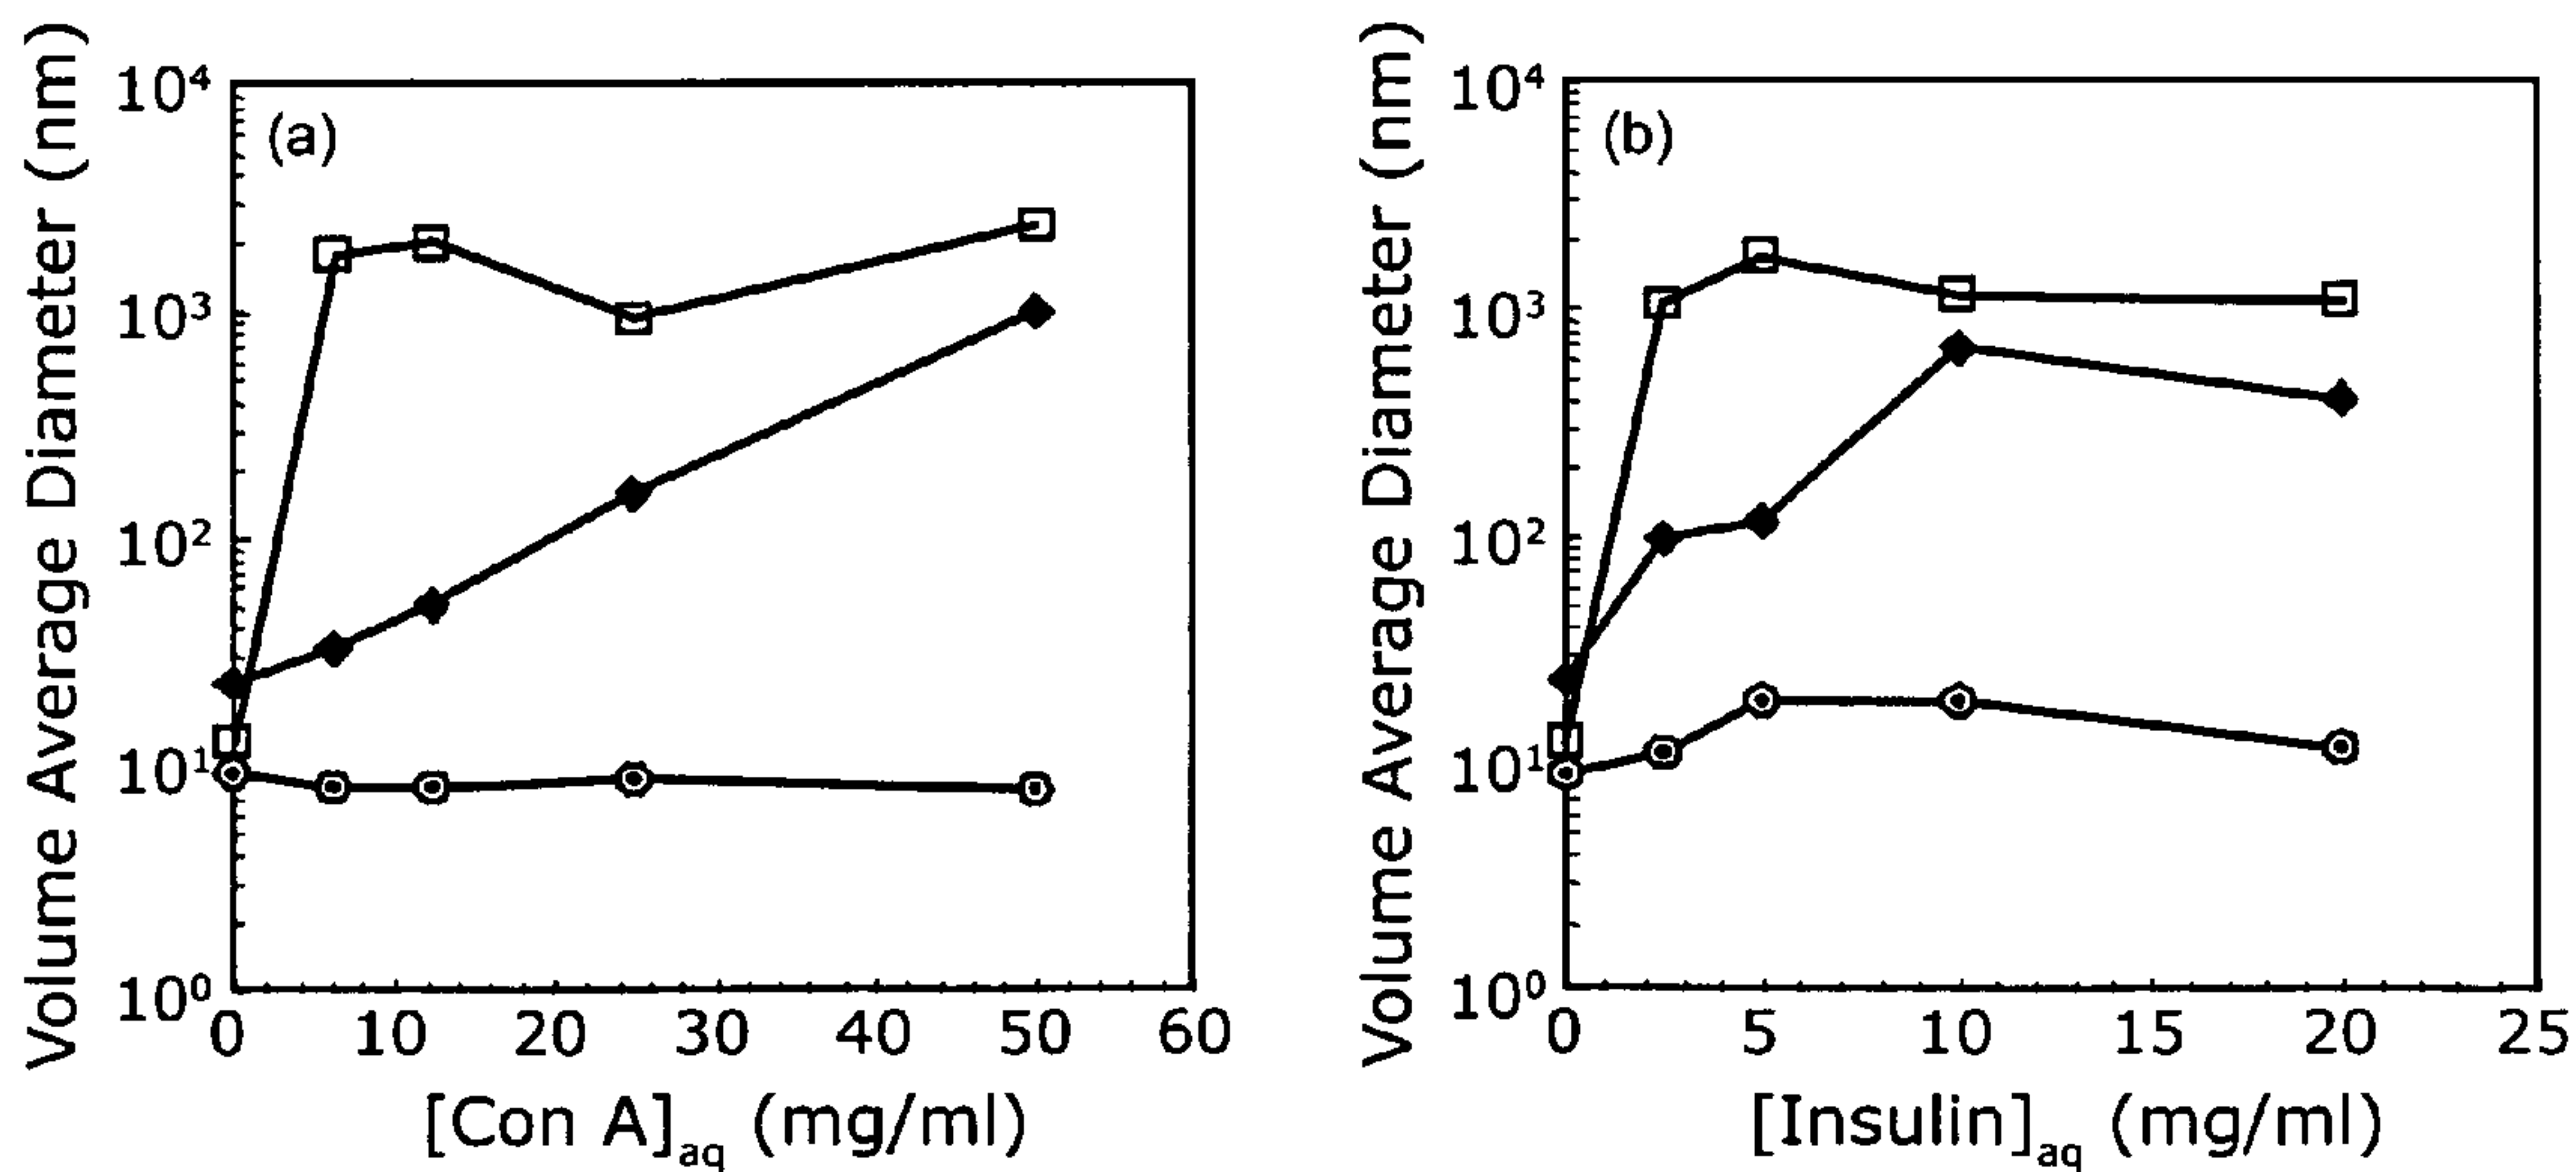 Volume Average Diameter (nm)
(a)
10⁴
10³
10²
10¹
10⁰
0 10 20 30 40 50 60
[Con A]aq (mg/ml)
Volume Average Diameter (nm)
(b)
10⁴
10³
10²
10¹
10⁰
0 5 10 15 20 25
[Insulin]aq (mg/ml)